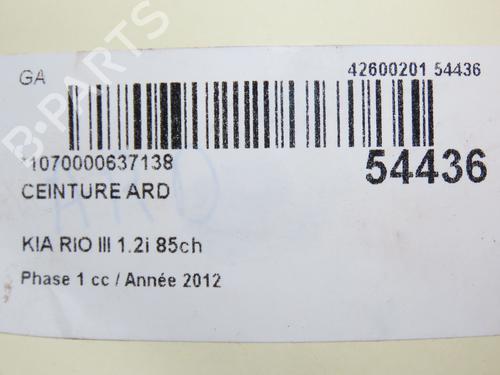 GA
42600201 54436
*1070000637138
54436
CEINTURE ARD
KIA RIO III 1.2i 85ch
Phase 1 cc / Année 2012
B-PARTS